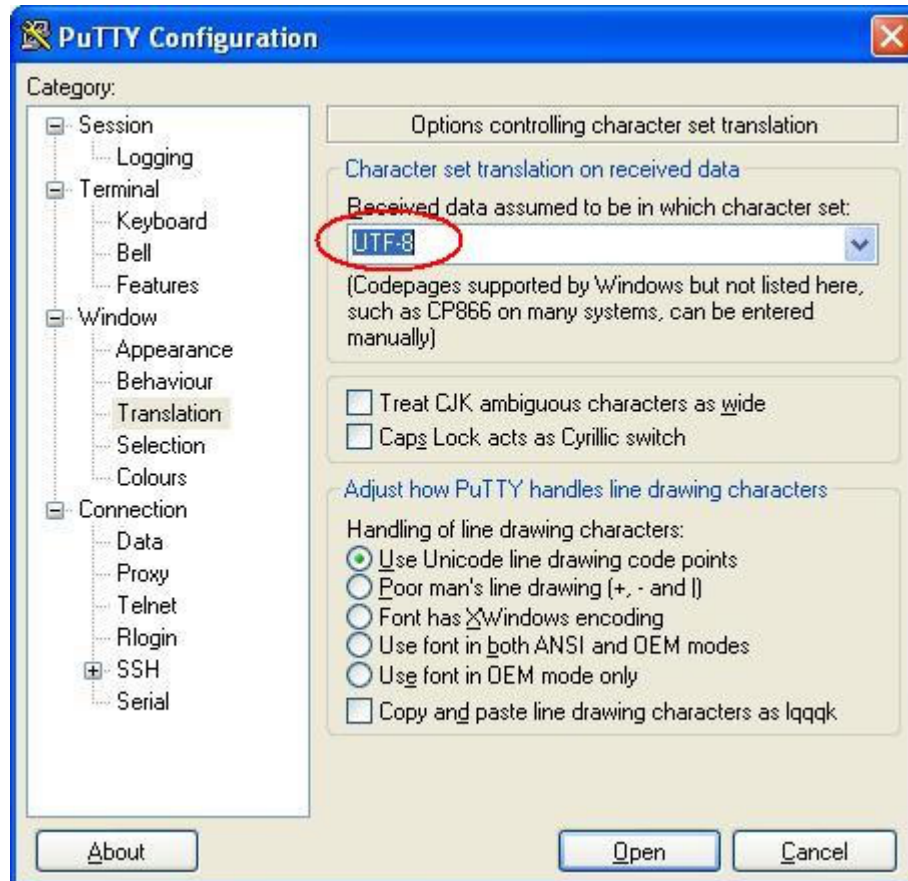 PuTTY Configuration
Category:
Session
Logging
Terminal
Keyboard
Bell
Features
Window
Appearance
Behaviour
Translation
Selection
Colours
Connection
Data
Proxy
Telnet
Rlogin
SSH
Serial
Options controlling character set translation
Character set translation on received data
Received data assumed to be in which character set:
UTF-8
(Codepages supported by Windows but not listed here,
such as CP866 on many systems, can be entered
manually)
Treat CJK ambiguous characters as wide
Caps Lock acts as Cyrillic switch
Adjust how PuTTY handles line drawing characters
Handling of line drawing characters:
Use Unicode line drawing code points
Poor man's line drawing (+, - and |)
Font has XWindows encoding
Use font in both ANSI and OEM modes
Use font in OEM mode only
Copy and paste line drawing characters as lqqqk
About
Open
Cancel